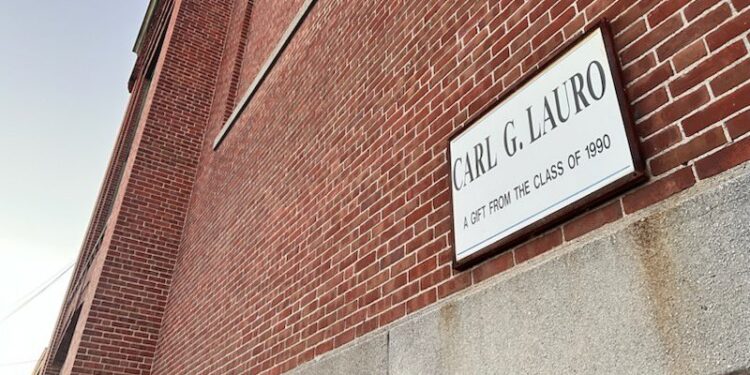 CARL G. LAURO
A GIFT FROM THE CLASS OF 1990